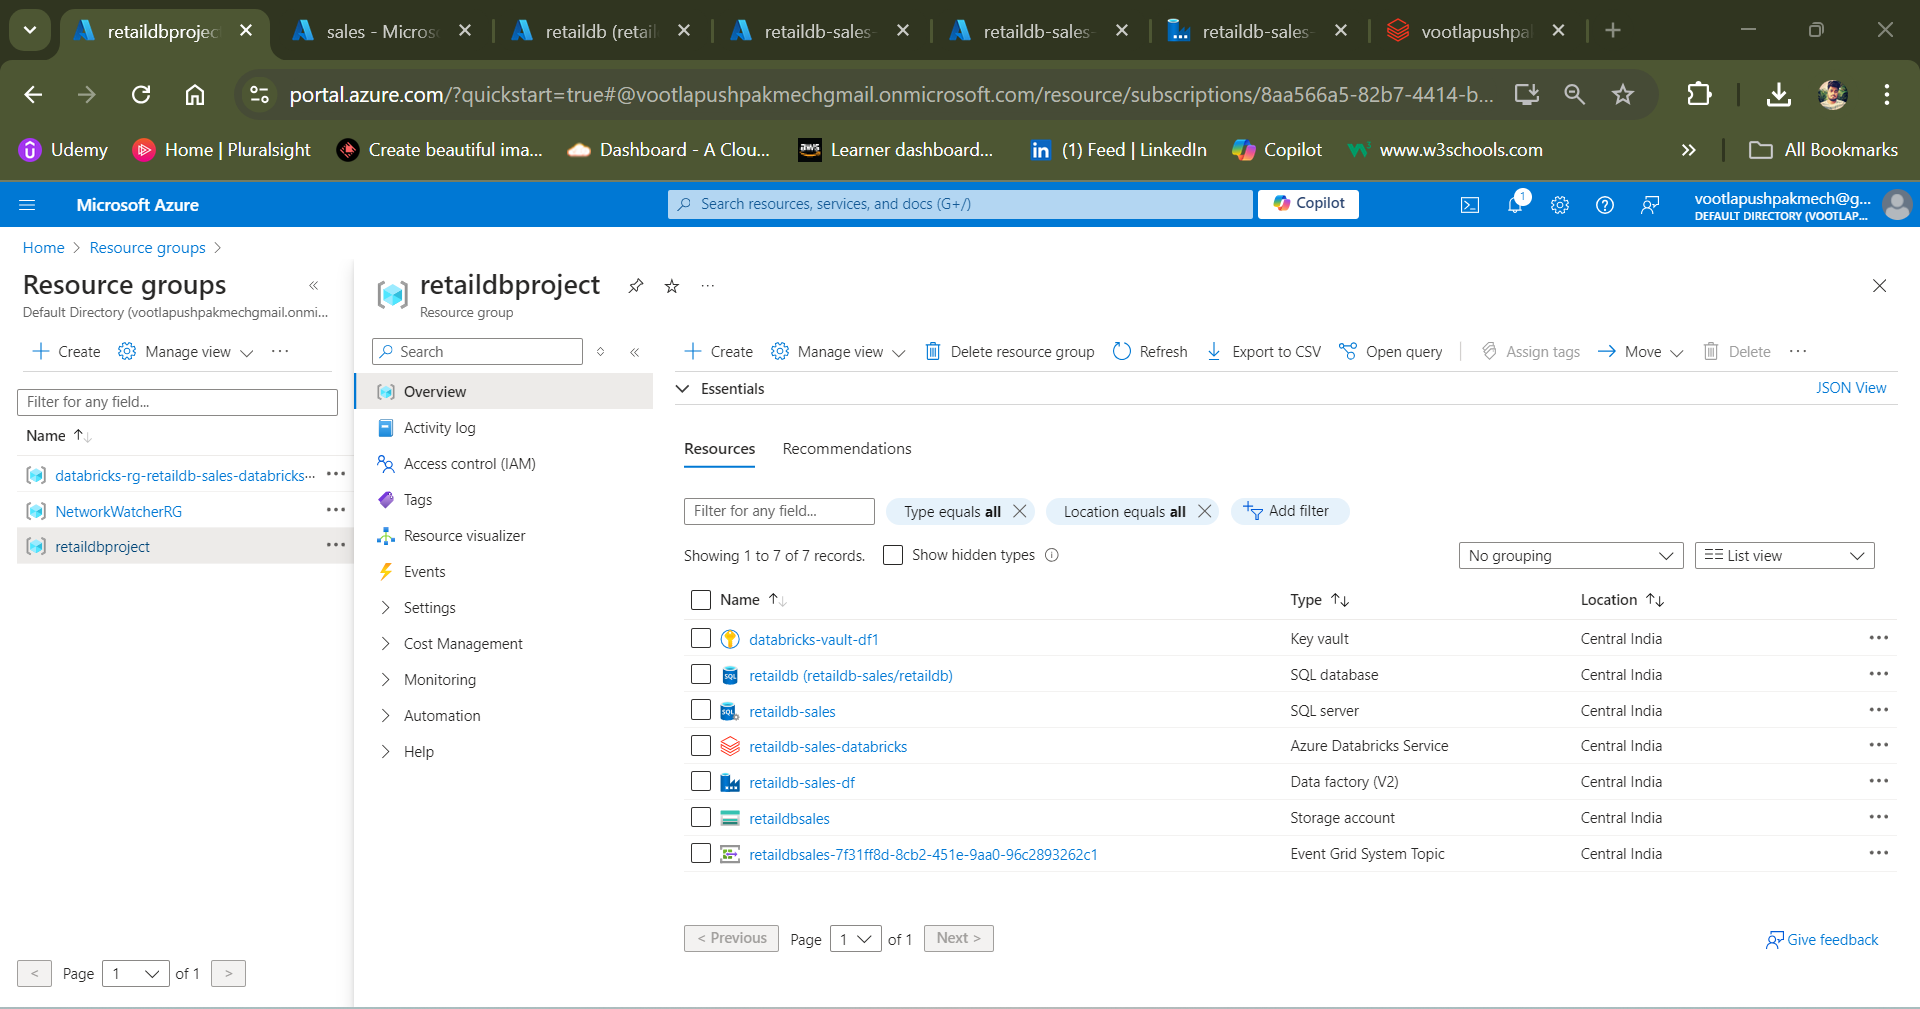 retaildbproject
sales - Micros
retaildb (retail
retaildb-sales-
retaildb-sales-
retaildb-sales-
vootlapushpa
portal.azure.com/?quickstart=true#@vootlapushpakmechgmail.onmicrosoft.com/resource/subscriptions/8aa566a5-82b7-4414-b...
Udemy
Home | Pluralsight
Create beautiful ima...
Dashboard - A Clou...
aws Learner dashboard...
in (1) Feed | LinkedIn
Copilot
www.w3schools.com
»
All Bookmarks
Microsoft Azure
Search resources, services, and docs (G+/)
Copilot
1
vootlapushpakmech@g...
DEFAULT DIRECTORY (VOOTLAP...
Home > Resource groups >
Resource groups
Default Directory (vootlapushpakmechgmail.onmi...
Create
Manage view
...
Filter for any field...
Name
databricks-rg-retaildb-sales-databricks...
NetworkWatcherRG
retaildbproject
< Page 1 of 1 >
retaildbproject
Resource group
Search
Overview
Activity log
Access control (IAM)
Tags
Resource visualizer
Events
Settings
Cost Management
Monitoring
Automation
Help
Create
Manage view
Delete resource group
Refresh
Export to CSV
Open query
Assign tags
Move
Delete
...
Essentials
JSON View
Resources
Recommendations
Filter for any field...
Type equals all
Location equals all
Add filter
Showing 1 to 7 of 7 records.
Show hidden types
No grouping
List view
Name Type Location
databricks-vault-df1 Key vault Central India
retaildb (retaildb-sales/retaildb) SQL database Central India
retaildb-sales SQL server Central India
retaildb-sales-databricks Azure Databricks Service Central India
retaildb-sales-df Data factory (V2) Central India
retaildbsales Storage account Central India
retaildbsales-7f31ff8d-8cb2-451e-9aa0-96c2893262c1 Event Grid System Topic Central India
< Previous Page 1 of 1 Next >
Give feedback